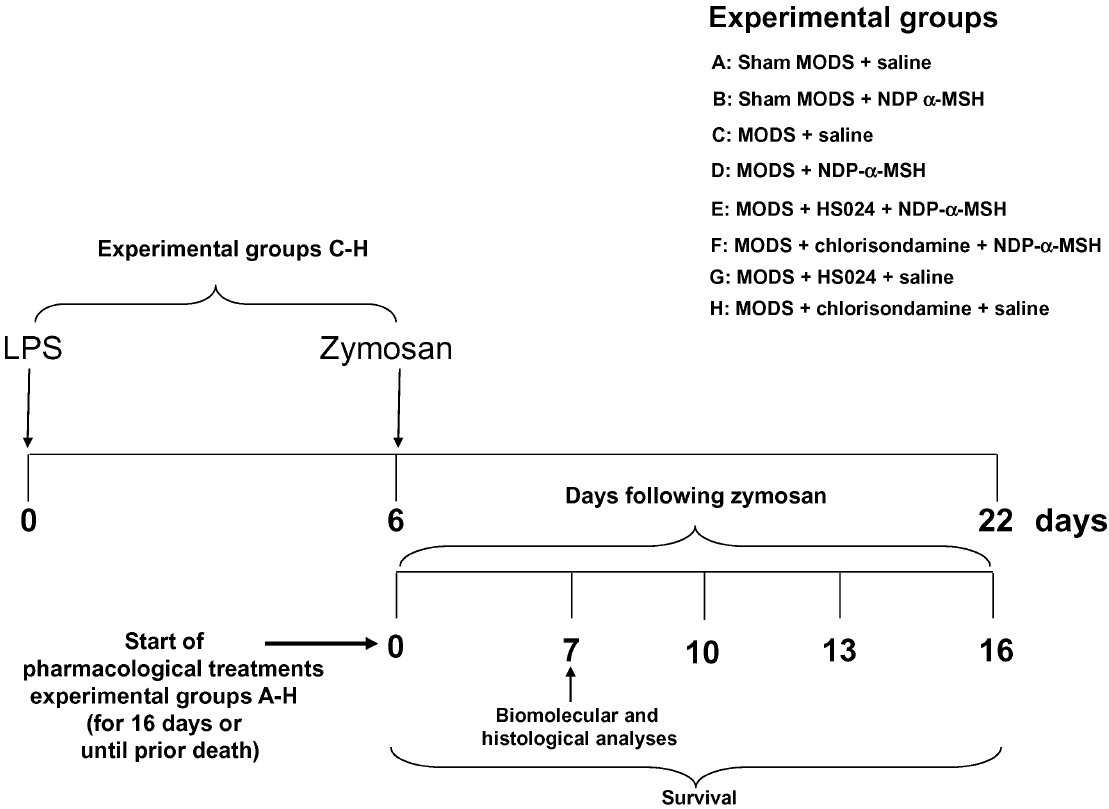 Experimental groups
A: Sham MODS + saline
B: Sham MODS + NDP α-MSH
C: MODS + saline
D: MODS + NDP-α-MSH
E: MODS + HS024 + NDP-α-MSH
F: MODS + chlorisondamine + NDP-α-MSH
G: MODS + HS024 + saline
H: MODS + chlorisondamine + saline
Experimental groups C-H
LPS
Zymosan
0
6
22 days
Days following zymosan
0
7
10
13
16
Start of
pharmacological treatments
experimental groups A-H
(for 16 days or
until prior death)
Biomolecular and
histological analyses
Survival